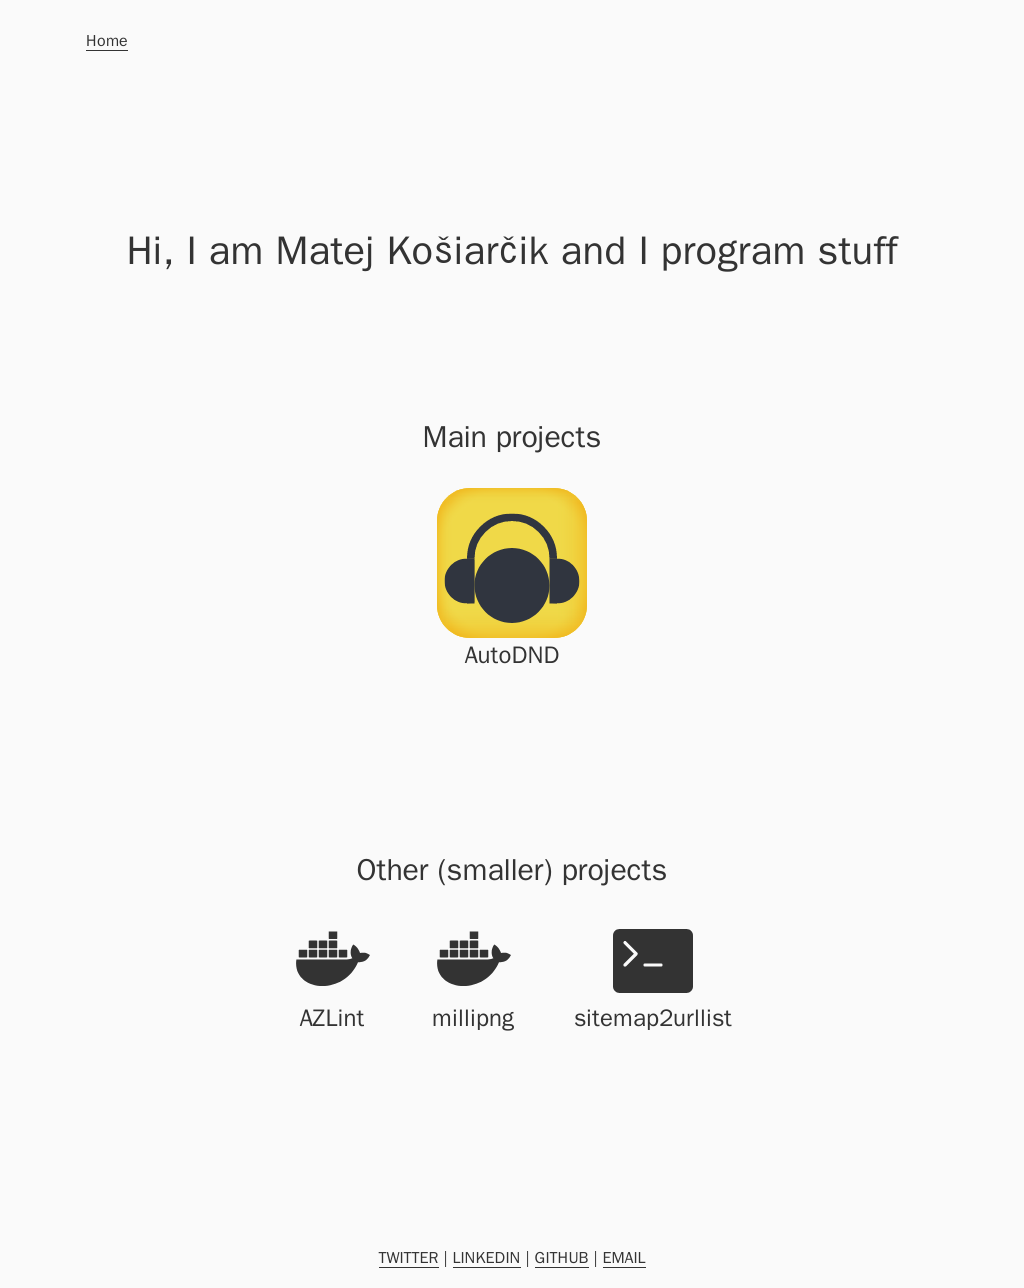 Home
Hi, I am Matej Košiarčik and I program stuff
Main projects
AutoDND
Other (smaller) projects
AZLint
millipng
sitemap2urllist
TWITTER | LINKEDIN | GITHUB | EMAIL